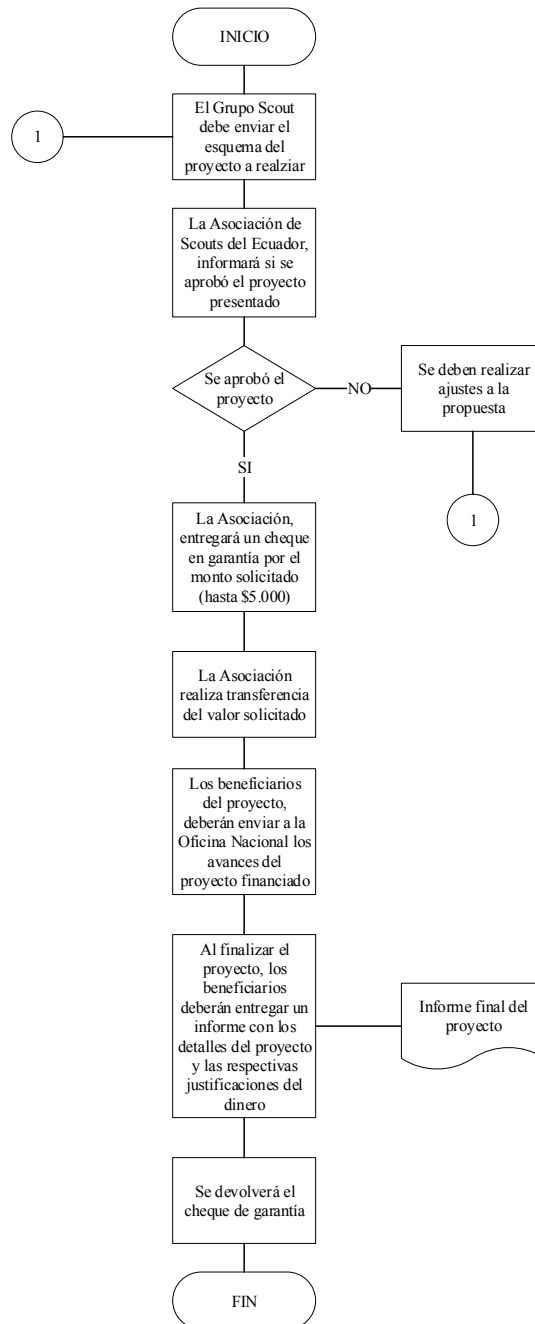 INICIO
El Grupo Scout
debe enviar el
esquema del
proyecto a realziar
1
La Asociación de
Scouts del Ecuador,
informará si se
aprobó el proyecto
presentado
Se aprobó el
proyecto
NO
Se deben realizar
ajustes a la
propuesta
1
SI
La Asociación,
entregará un cheque
en garantía por el
monto solicitado
(hasta $5.000)
La Asociación
realiza transferencia
del valor solicitado
Los beneficiarios
del proyecto,
deberán enviar a la
Oficina Nacional los
avances del
proyecto financiado
Al finalizar el
proyecto, los
beneficiarios
deberán entregar un
informe con los
detalles del proyecto
y las respectivas
justificaciones del
dinero
Informe final del
proyecto
Se devolverá el
cheque de garantía
FIN